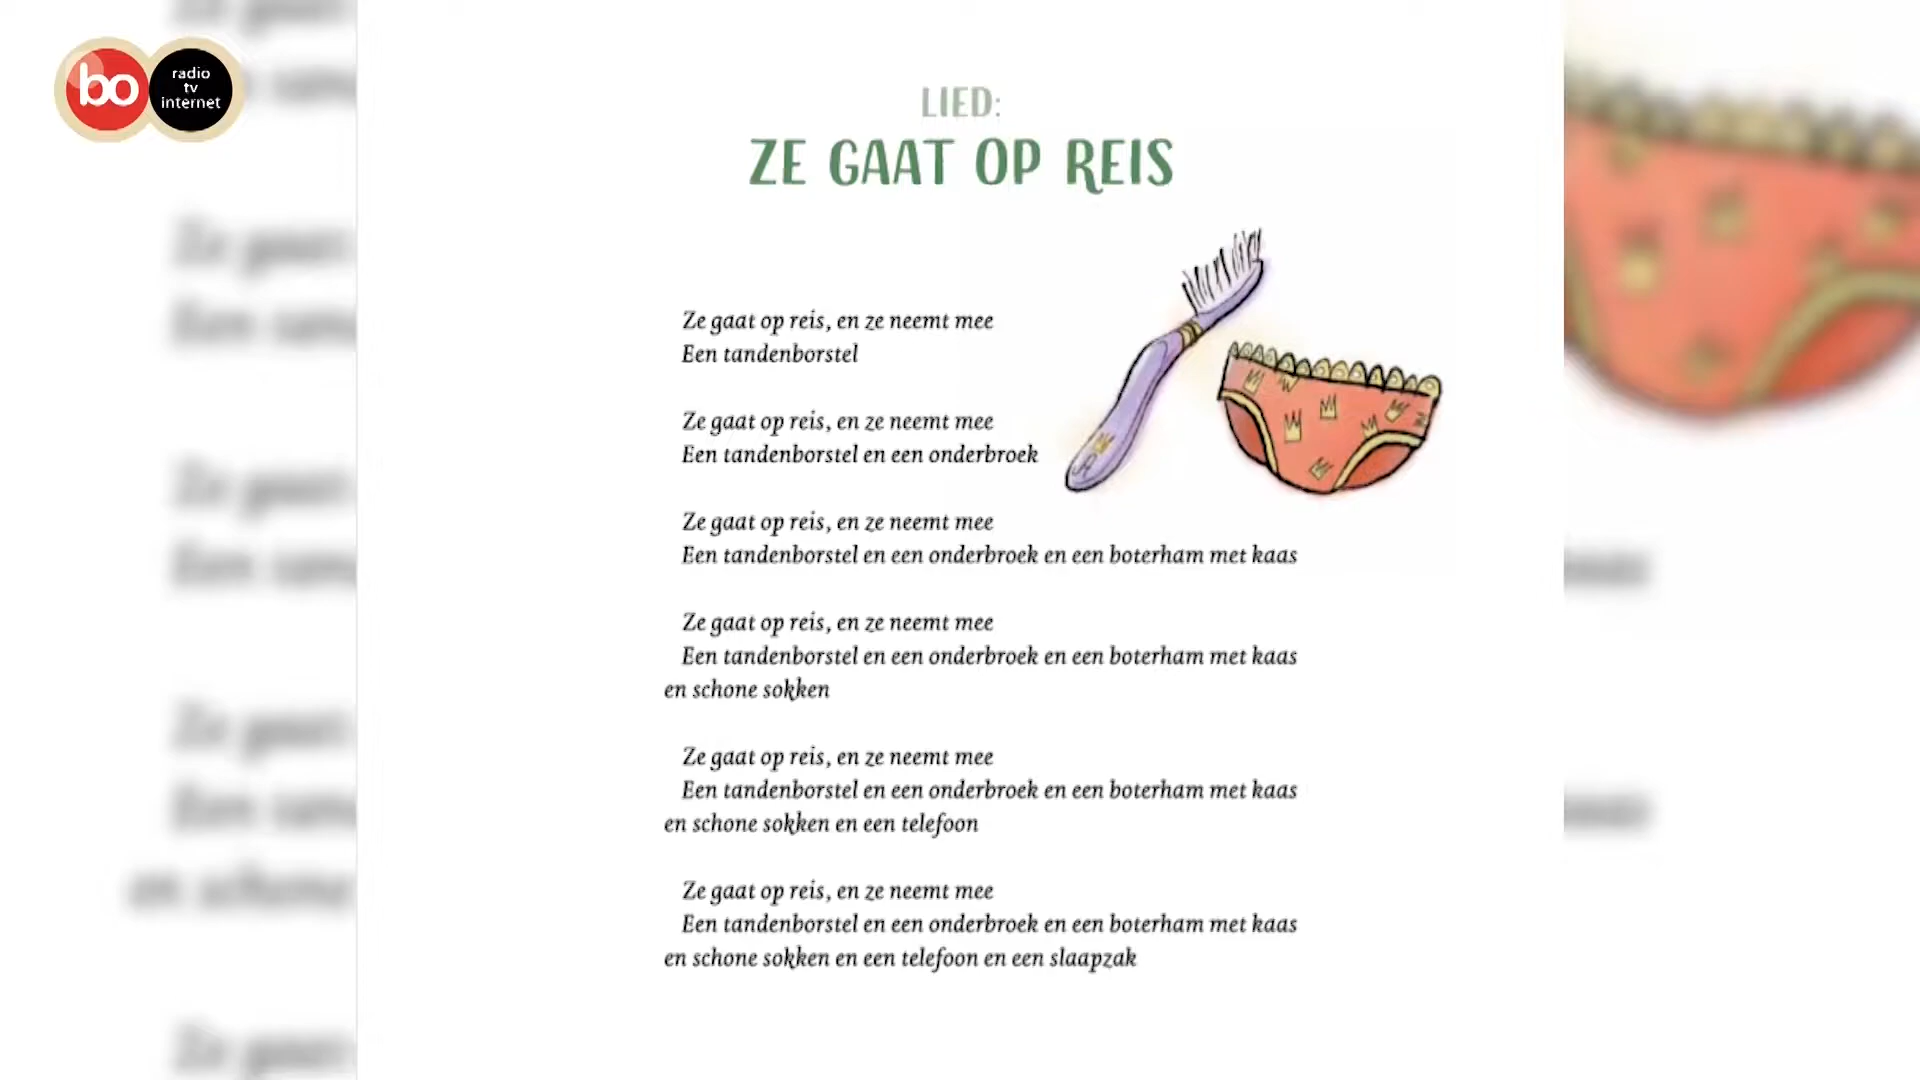 bo
radio
tv
internet
LIED:
ZE GAAT OP REIS
Ze gaat op reis, en ze neemt mee
Een tandenborstel
Ze gaat op reis, en ze neemt mee
Een tandenborstel en een onderbroek
Ze gaat op reis, en ze neemt mee
Een tandenborstel en een onderbroek en een boterham met kaas
Ze gaat op reis, en ze neemt mee
Een tandenborstel en een onderbroek en een boterham met kaas
en schone sokken
Ze gaat op reis, en ze neemt mee
Een tandenborstel en een onderbroek en een boterham met kaas
en schone sokken en een telefoon
Ze gaat op reis, en ze neemt mee
Een tandenborstel en een onderbroek en een boterham met kaas
en schone sokken en een telefoon en een slaapzak